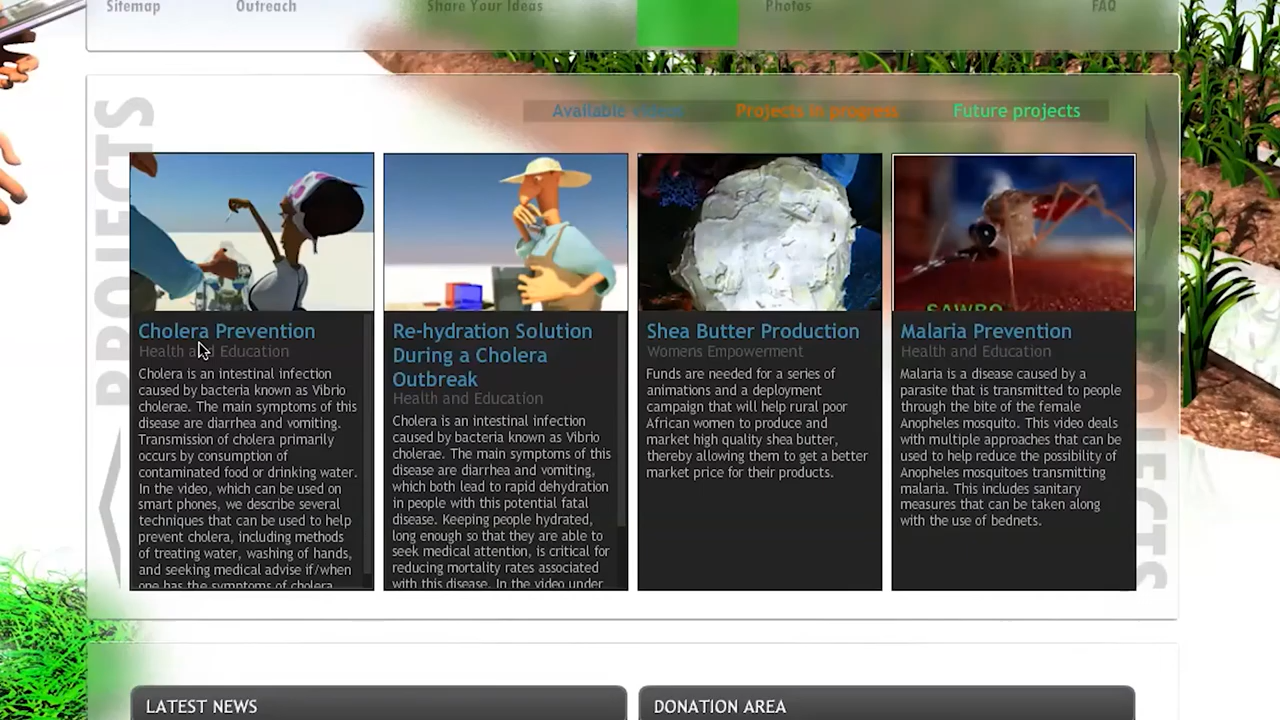 Sitemap
Outreach
Share Your Ideas
Photos
FAQ
PROJECTS
Available videos
Projects in progress
Future projects
SAWBO
Cholera Prevention
Health and Education
Cholera is an intestinal infection
caused by bacteria known as Vibrio
cholerae. The main symptoms of this
disease are diarrhea and vomiting.
Transmission of cholera primarily
occurs by consumption of
contaminated food or drinking water.
In the video, which can be used on
smart phones, we describe several
techniques that can be used to help
prevent cholera, including methods
of treating water, washing of hands,
and seeking medical advise if/when
one has the symptoms of cholera
Re-hydration Solution
During a Cholera
Outbreak
Health and Education
Cholera is an intestinal infection
caused by bacteria known as Vibrio
cholerae. The main symptoms of this
disease are diarrhea and vomiting,
which both lead to rapid dehydration
in people with this potential fatal
disease. Keeping people hydrated,
long enough so that they are able to
seek medical attention, is critical for
reducing mortality rates associated
with this disease. In the video under
Shea Butter Production
Womens Empowerment
Funds are needed for a series of
animations and a deployment
campaign that will help rural poor
African women to produce and
market high quality shea butter,
thereby allowing them to get a better
market price for their products.
Malaria Prevention
Health and Education
Malaria is a disease caused by a
parasite that is transmitted to people
through the bite of the female
Anopheles mosquito. This video deals
with multiple approaches that can be
used to help reduce the possibility of
Anopheles mosquitoes transmitting
malaria. This includes sanitary
measures that can be taken along
with the use of bednets.
PROJECTS
LATEST NEWS
DONATION AREA